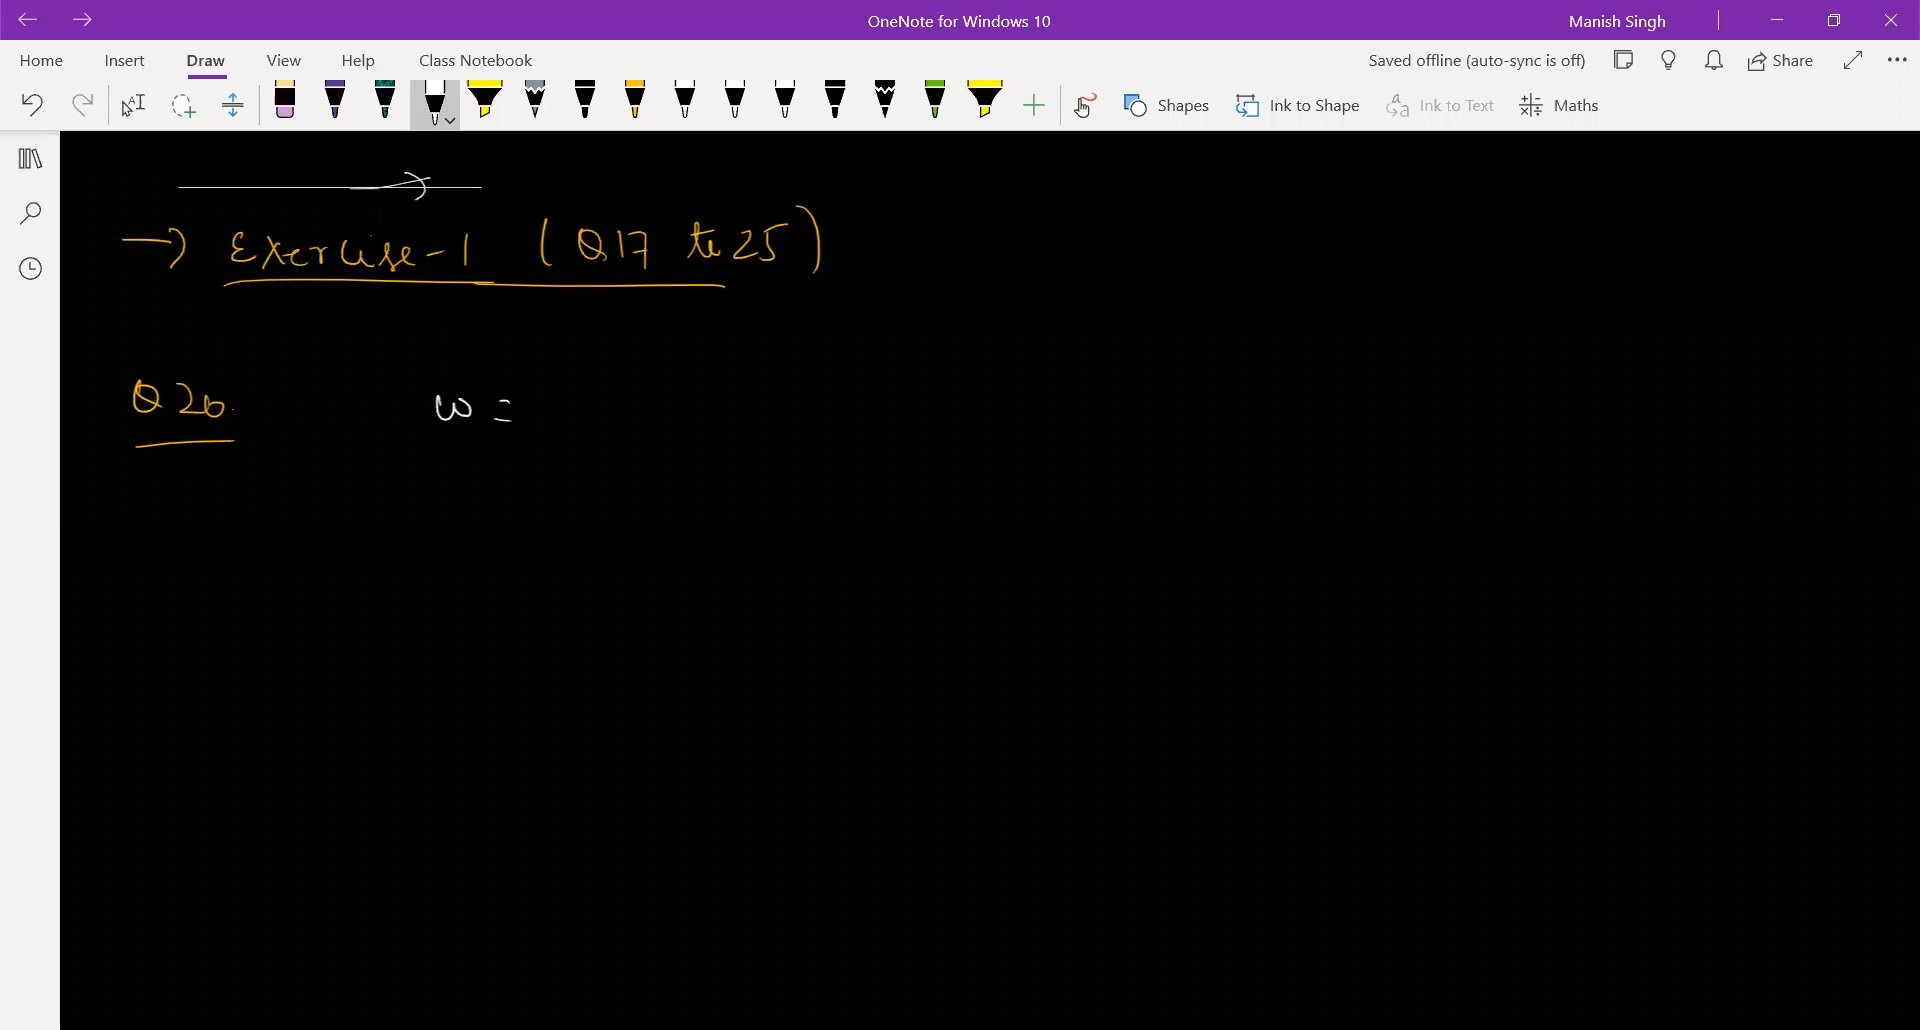 OneNote for Windows 10
Manish Singh
Home Insert Draw View Help Class Notebook
Saved offline (auto-sync is off) Share
Shapes Ink to Shape Ink to Text Maths
→ Exercise-1 (Q17 to 25)
Q26. W =